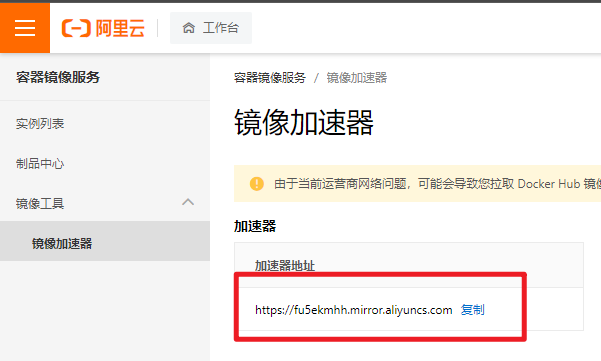 阿里云
工作台
容器镜像服务
实例列表
制品中心
镜像工具
镜像加速器
容器镜像服务 / 镜像加速器
镜像加速器
由于当前运营商网络问题，可能会导致您拉取 Docker Hub 镜
加速器
加速器地址
https://fu5ekmhh.mirror.aliyuncs.com 复制